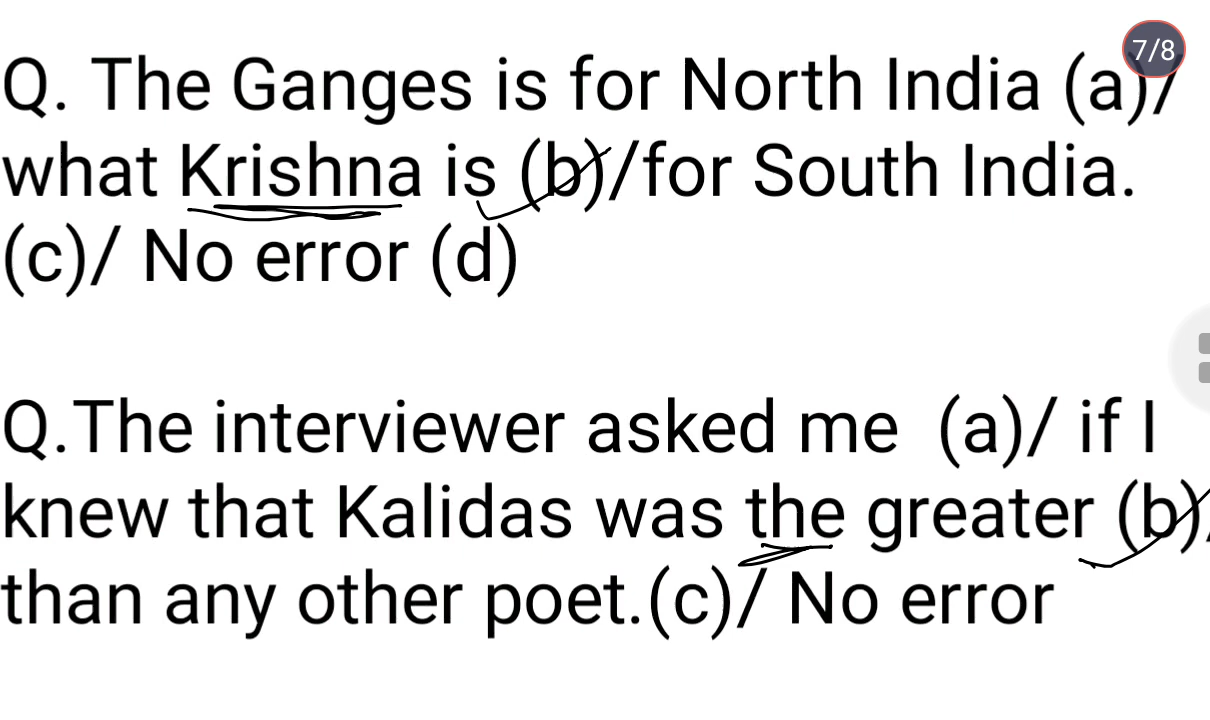 7/8
Q. The Ganges is for North India (a)/
what Krishna is (b)/for South India.
(c)/ No error (d)
Q.The interviewer asked me (a)/ if I
knew that Kalidas was the greater (b)/
than any other poet.(c)/ No error